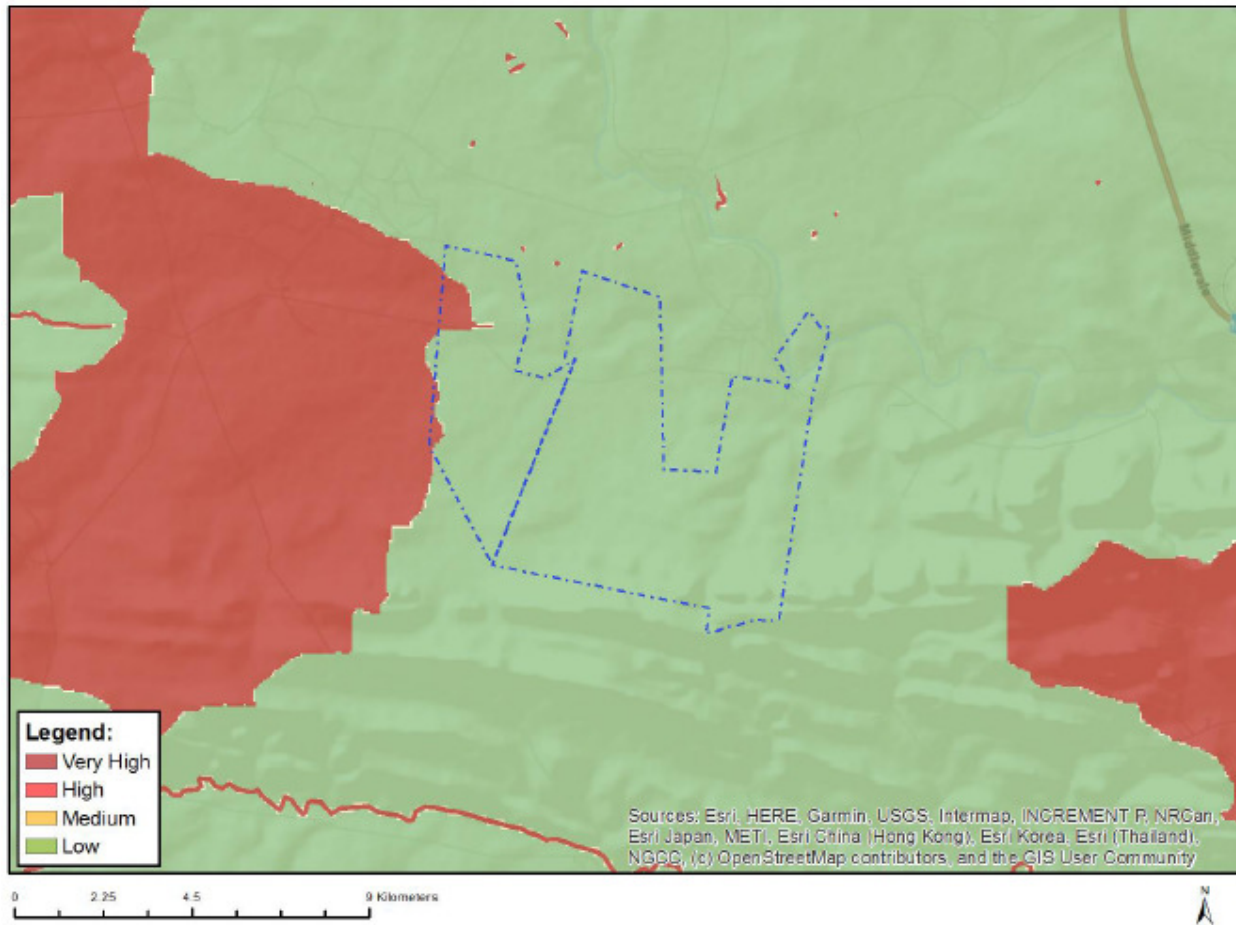 Middlevale
Legend:
Very High
High
Medium
Low
Sources: Esri, HERE, Garmin, USGS, Intermap, INCREMENT P, NRCan,
Esri Japan, METI, Esri China (Hong Kong), Esri Korea, Esri (Thailand),
NGCC, (c) OpenStreetMap contributors, and the GIS User Community
0 2.25 4.5 9 Kilometers
N